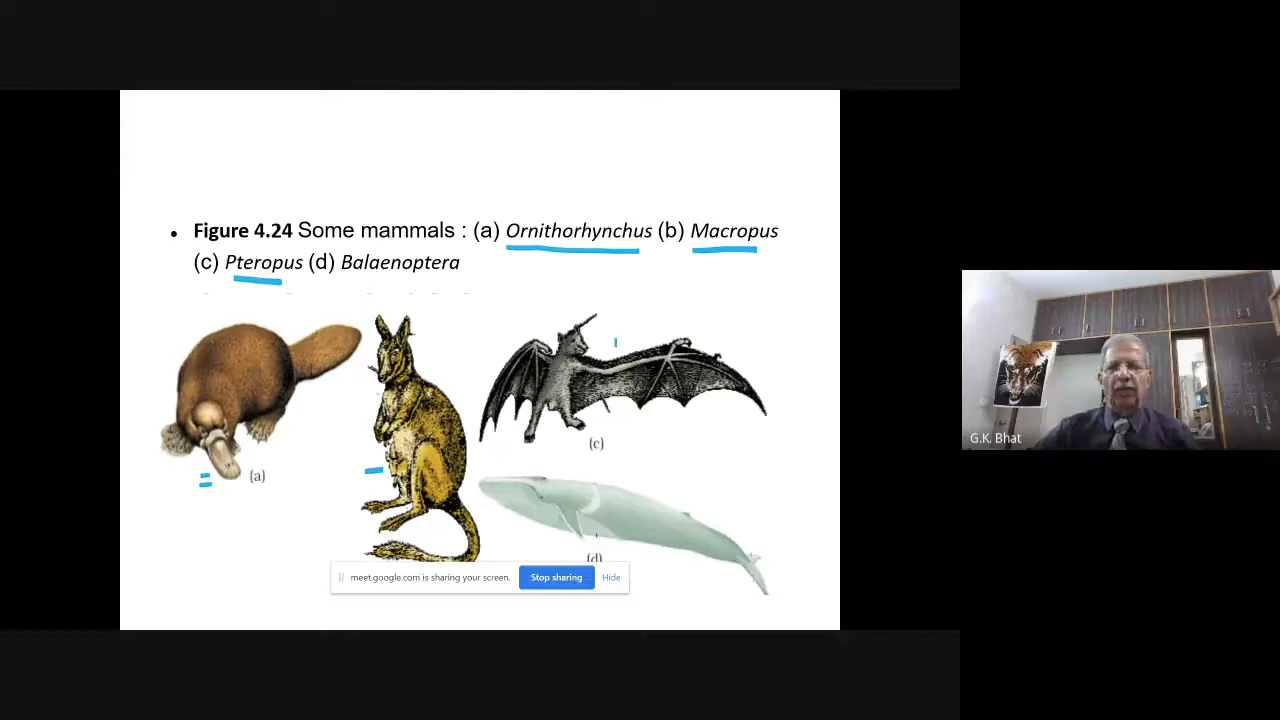 • Figure 4.24 Some mammals : (a) Ornithorhynchus (b) Macropus
(c) Pteropus (d) Balaenoptera
(a)
(c)
(d)
meet.google.com is sharing your screen. Stop sharing Hide
G.K. Bhat